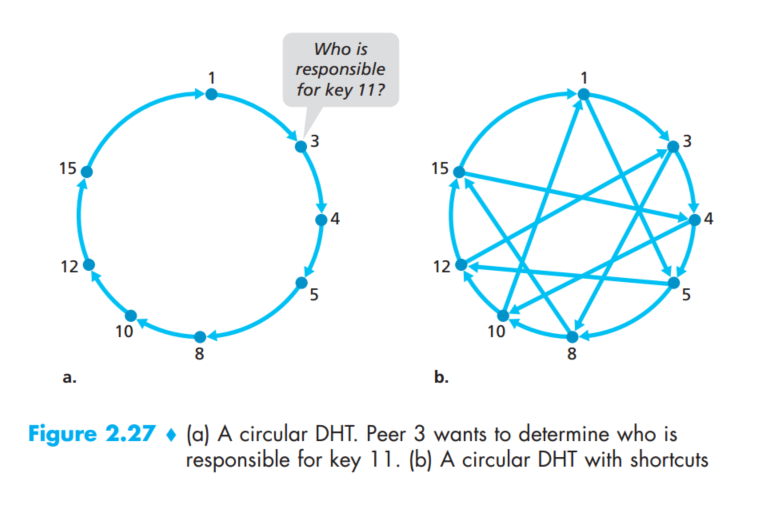 Who is
responsible
for key 11?
1
3
4
5
8
10
12
15
a.
1
3
4
5
8
10
12
15
b.
Figure 2.27 ♦ (a) A circular DHT. Peer 3 wants to determine who is
responsible for key 11. (b) A circular DHT with shortcuts